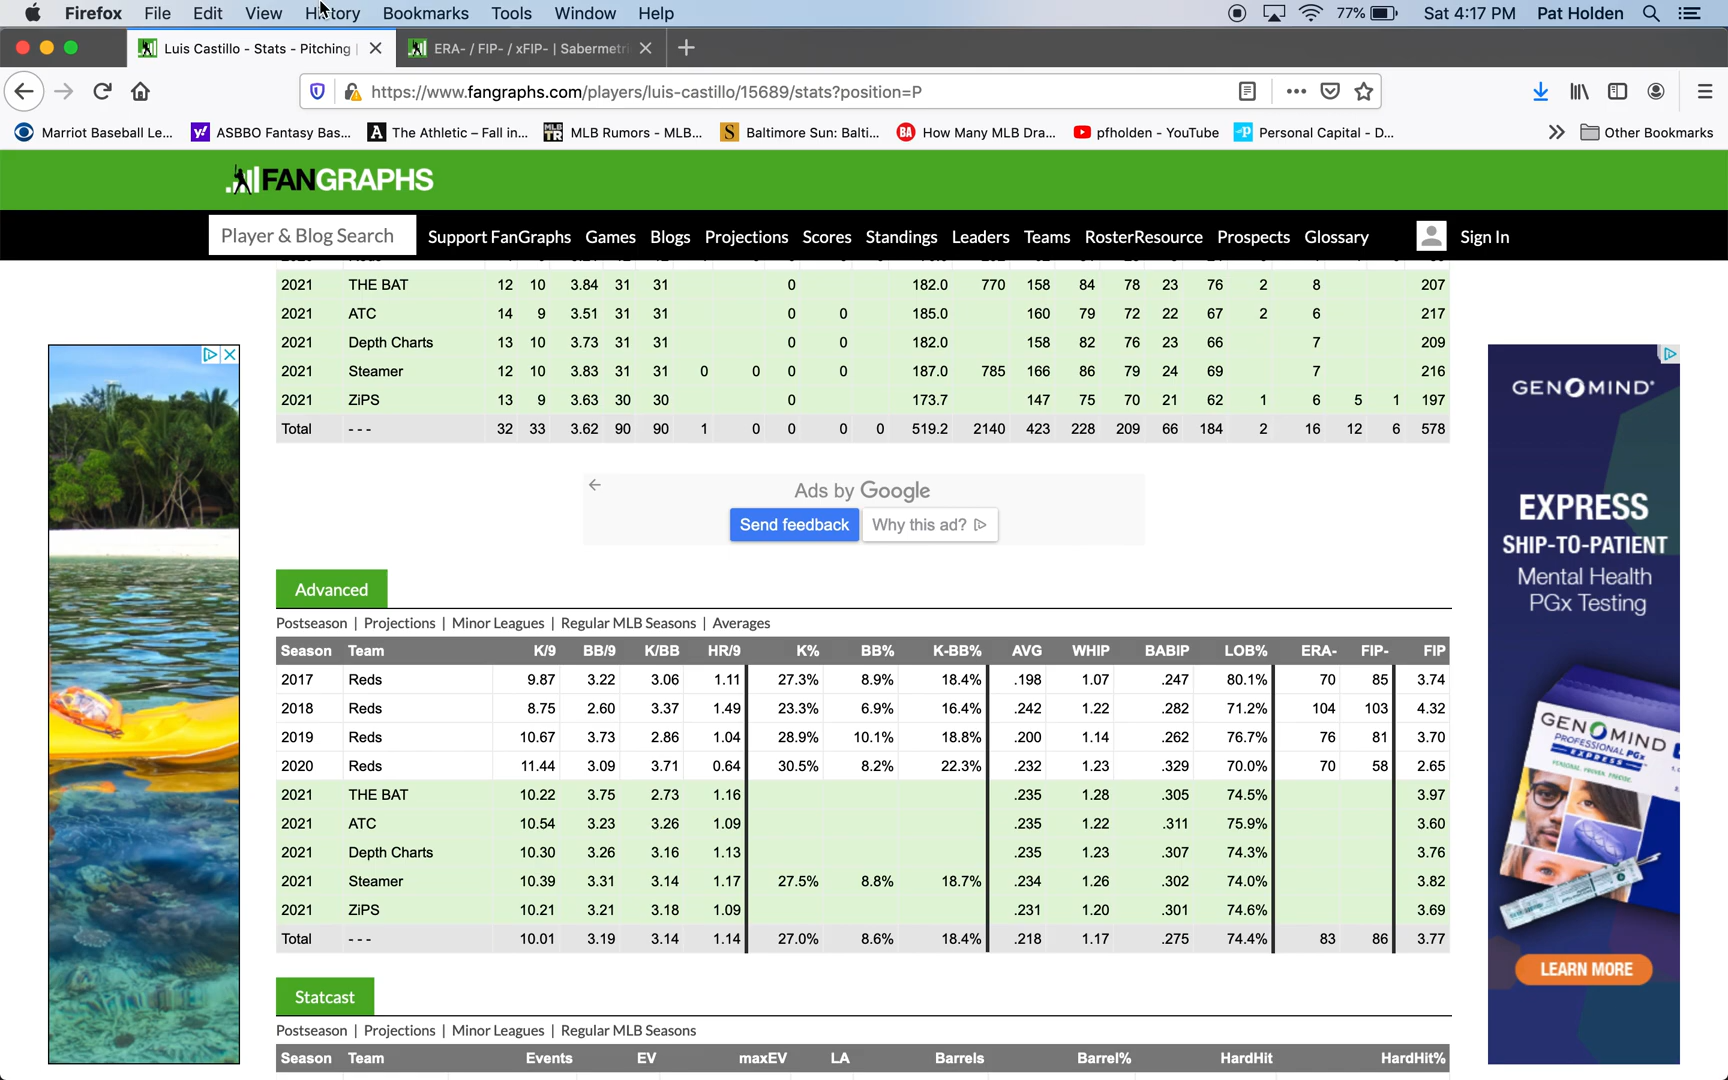 Firefox File Edit View History Bookmarks Tools Window Help 77% Sat 4:17 PM Pat Holden
Luis Castillo - Stats - Pitching | ERA- / FIP- / xFIP- | Sabermetri
https://www.fangraphs.com/players/luis-castillo/15689/stats?position=P
Marriot Baseball Le... ASBBO Fantasy Bas... The Athletic – Fall in... MLB Rumors - MLB... Baltimore Sun: Balti... How Many MLB Dra... pfholden - YouTube Personal Capital - D... Other Bookmarks
FANGRAPHS
Player & Blog Search Support FanGraphs Games Blogs Projections Scores Standings Leaders Teams RosterResource Prospects Glossary Sign In
2021 THE BAT 12 10 3.84 31 31 0 182.0 770 158 84 78 23 76 2 8 207
2021 ATC 14 9 3.51 31 31 0 0 185.0 160 79 72 22 67 2 6 217
2021 Depth Charts 13 10 3.73 31 31 0 0 182.0 158 82 76 23 66 7 209
2021 Steamer 12 10 3.83 31 31 0 0 0 0 187.0 785 166 86 79 24 69 7 216
2021 ZiPS 13 9 3.63 30 30 0 173.7 147 75 70 21 62 1 6 5 1 197
Total - - - 32 33 3.62 90 90 1 0 0 0 0 519.2 2140 423 228 209 66 184 2 16 12 6 578
Ads by Google
Send feedback Why this ad?
Advanced
Postseason | Projections | Minor Leagues | Regular MLB Seasons | Averages
Season Team K/9 BB/9 K/BB HR/9 K% BB% K-BB% AVG WHIP BABIP LOB% ERA- FIP- FIP
2017 Reds 9.87 3.22 3.06 1.11 27.3% 8.9% 18.4% .198 1.07 .247 80.1% 70 85 3.74
2018 Reds 8.75 2.60 3.37 1.49 23.3% 6.9% 16.4% .242 1.22 .282 71.2% 104 103 4.32
2019 Reds 10.67 3.73 2.86 1.04 28.9% 10.1% 18.8% .200 1.14 .262 76.7% 76 81 3.70
2020 Reds 11.44 3.09 3.71 0.64 30.5% 8.2% 22.3% .232 1.23 .329 70.0% 70 58 2.65
2021 THE BAT 10.22 3.75 2.73 1.16 .235 1.28 .305 74.5% 3.97
2021 ATC 10.54 3.23 3.26 1.09 .235 1.22 .311 75.9% 3.60
2021 Depth Charts 10.30 3.26 3.16 1.13 .235 1.23 .307 74.3% 3.76
2021 Steamer 10.39 3.31 3.14 1.17 27.5% 8.8% 18.7% .234 1.26 .302 74.0% 3.82
2021 ZiPS 10.21 3.21 3.18 1.09 .231 1.20 .301 74.6% 3.69
Total - - - 10.01 3.19 3.14 1.14 27.0% 8.6% 18.4% .218 1.17 .275 74.4% 83 86 3.77
Statcast
Postseason | Projections | Minor Leagues | Regular MLB Seasons
Season Team Events EV maxEV LA Barrels Barrel% HardHit HardHit%
GENOMIND
EXPRESS
SHIP-TO-PATIENT
Mental Health
PGx Testing
GENOMIND
PROFESSIONAL PGx
EXPRESS
LEARN MORE